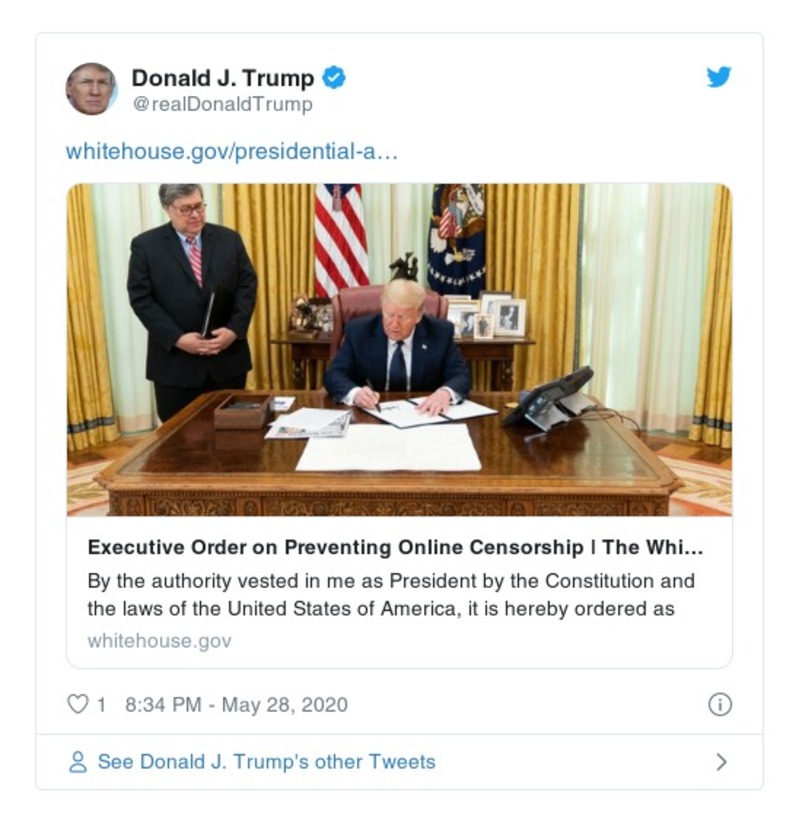 Donald J. Trump
@realDonaldTrump
whitehouse.gov/presidential-a…
Executive Order on Preventing Online Censorship | The Whi…
By the authority vested in me as President by the Constitution and
the laws of the United States of America, it is hereby ordered as
whitehouse.gov
1 8:34 PM - May 28, 2020
See Donald J. Trump's other Tweets